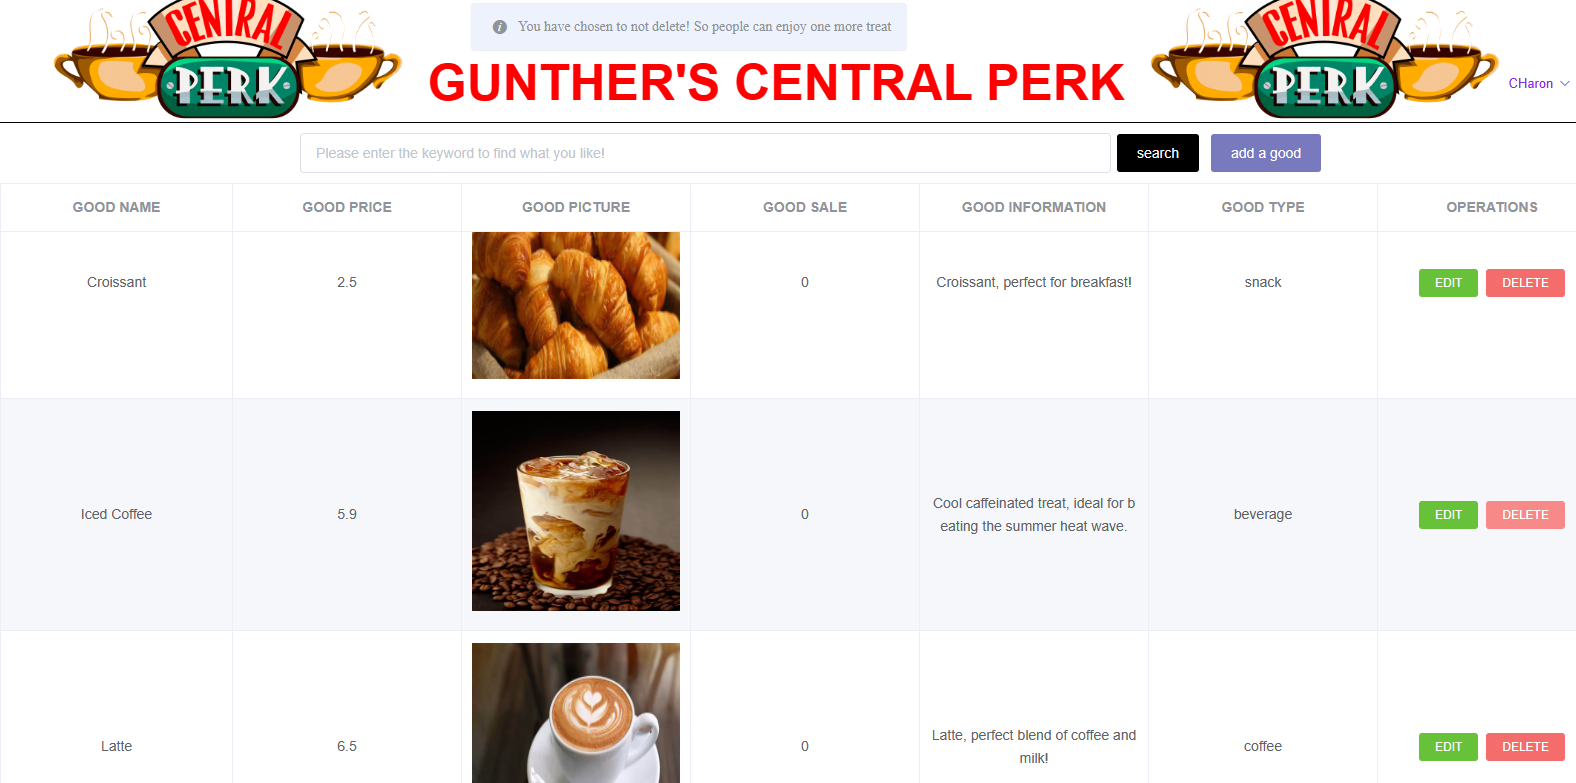 CENTRAL
PERK
You have chosen to not delete! So people can enjoy one more treat
GUNTHER'S CENTRAL PERK
CENTRAL
PERK
CHaron
Please enter the keyword to find what you like!
search
add a good
GOOD NAME
GOOD PRICE
GOOD PICTURE
GOOD SALE
GOOD INFORMATION
GOOD TYPE
OPERATIONS
Croissant
2.5
0
Croissant, perfect for breakfast!
snack
EDIT
DELETE
Iced Coffee
5.9
0
Cool caffeinated treat, ideal for b
eating the summer heat wave.
beverage
EDIT
DELETE
Latte
6.5
0
Latte, perfect blend of coffee and
milk!
coffee
EDIT
DELETE